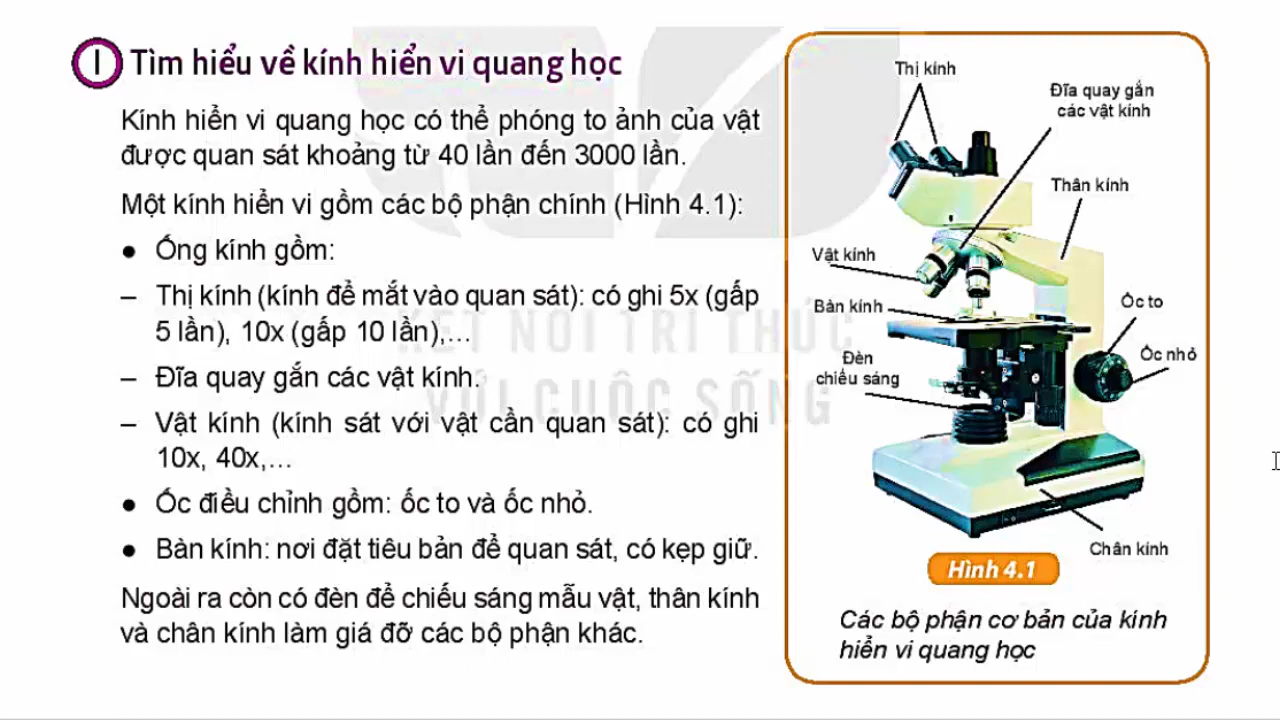 I Tìm hiểu về kính hiển vi quang học
Kính hiển vi quang học có thể phóng to ảnh của vật
được quan sát khoảng từ 40 lần đến 3000 lần.
Một kính hiển vi gồm các bộ phận chính (Hình 4.1):
● Ống kính gồm:
– Thị kính (kính để mắt vào quan sát): có ghi 5x (gấp
5 lần), 10x (gấp 10 lần),...
– Đĩa quay gắn các vật kính.
– Vật kính (kính sát với vật cần quan sát): có ghi
10x, 40x,...
● Ốc điều chỉnh gồm: ốc to và ốc nhỏ.
● Bàn kính: nơi đặt tiêu bản để quan sát, có kẹp giữ.
Ngoài ra còn có đèn để chiếu sáng mẫu vật, thân kính
và chân kính làm giá đỡ các bộ phận khác.
Thị kính
Đĩa quay gắn
các vật kính
Thân kính
Vật kính
Bàn kính
Ốc to
Ốc nhỏ
Đèn
chiếu sáng
Chân kính
Hình 4.1
Các bộ phận cơ bản của kính
hiển vi quang học
KẾT NỐI TRI THỨC
VỚI CUỘC SỐNG